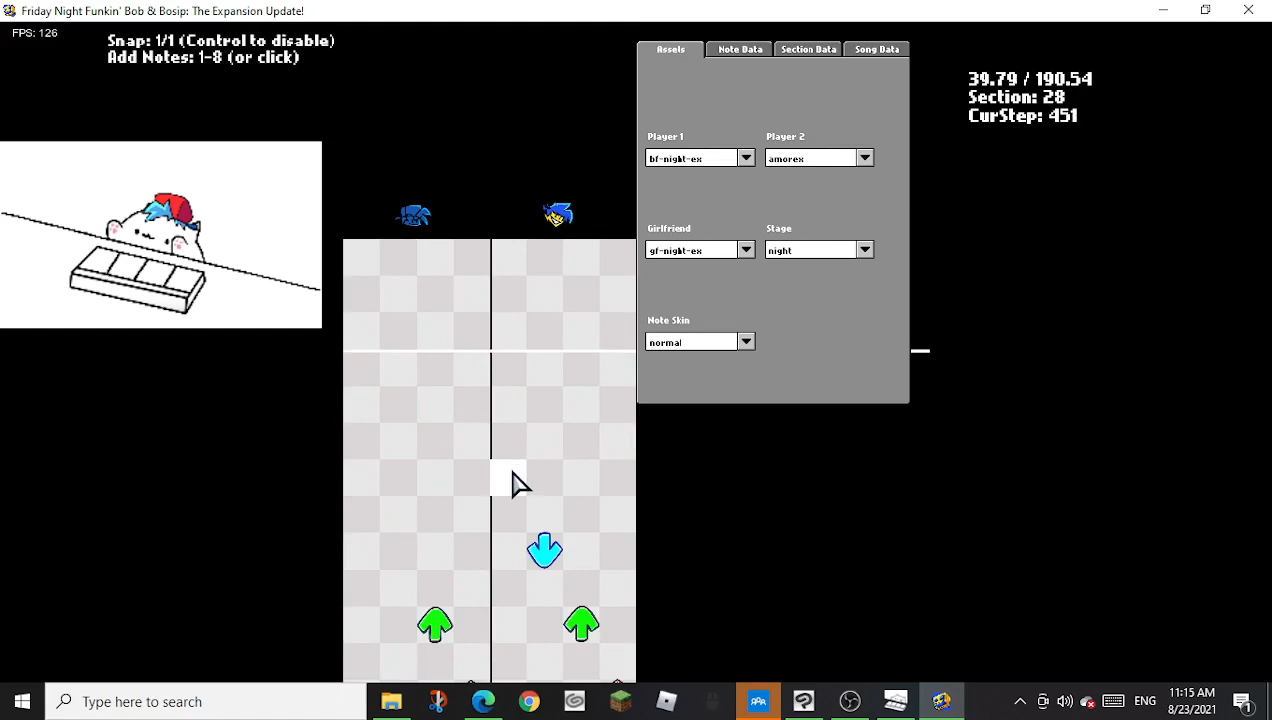 Friday Night Funkin' Bob & Bosip: The Expansion Update!
FPS: 126
Snap: 1/1 (Control to disable)
Add Notes: 1-8 (or click)
Assets
Note Data
Section Data
Song Data
39.79 / 190.54
Section: 28
CurStep: 451
Player 1
Player 2
bf-night-ex
amorex
Girlfriend
Stage
gf-night-ex
night
Note Skin
normal
Type here to search
ENG
11:15 AM
8/23/2021
1